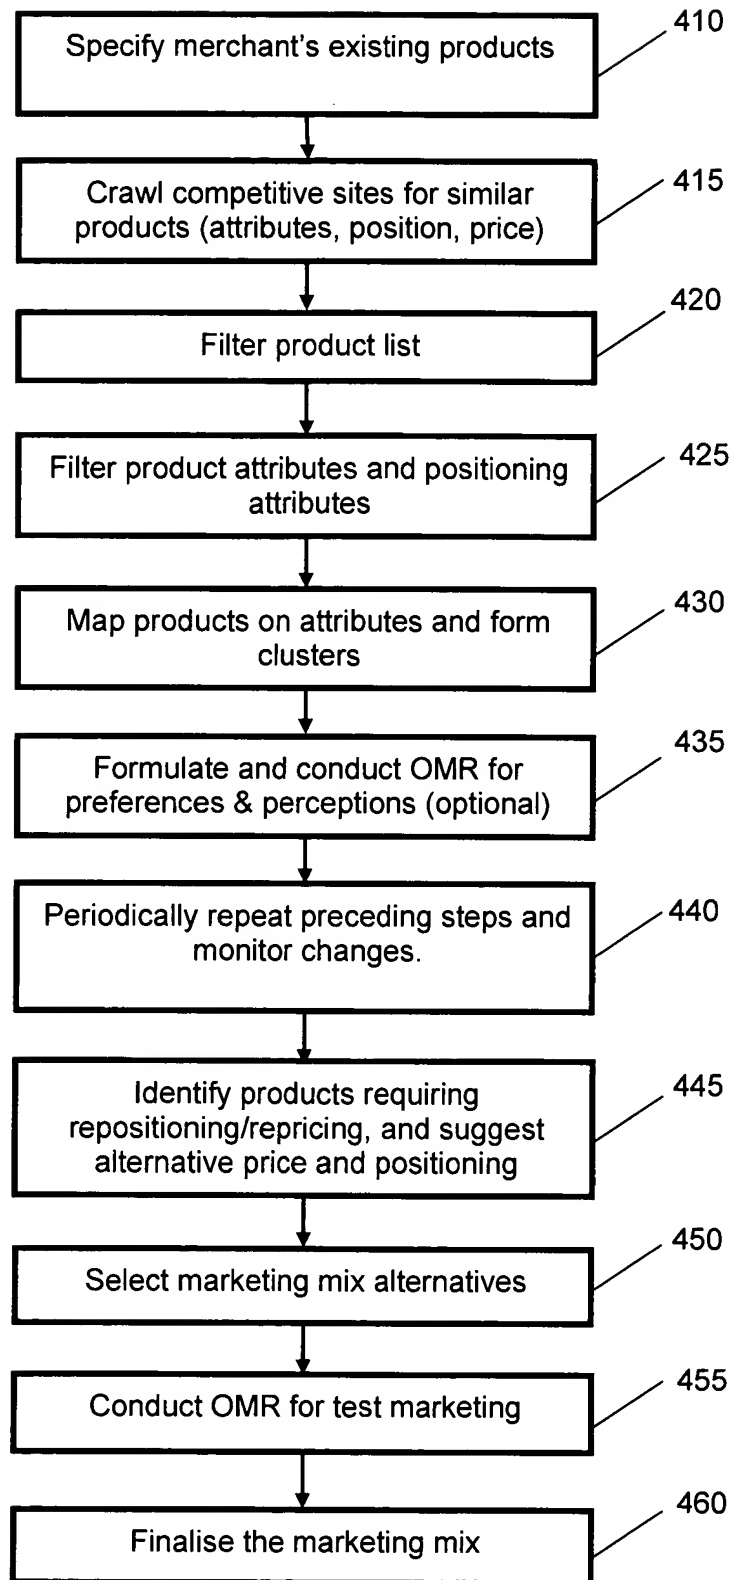 410
Specify merchant's existing products
415
Crawl competitive sites for similar
products (attributes, position, price)
420
Filter product list
425
Filter product attributes and positioning
attributes
430
Map products on attributes and form
clusters
435
Formulate and conduct OMR for
preferences & perceptions (optional)
440
Periodically repeat preceding steps and
monitor changes.
445
Identify products requiring
repositioning/repricing, and suggest
alternative price and positioning
450
Select marketing mix alternatives
455
Conduct OMR for test marketing
460
Finalise the marketing mix